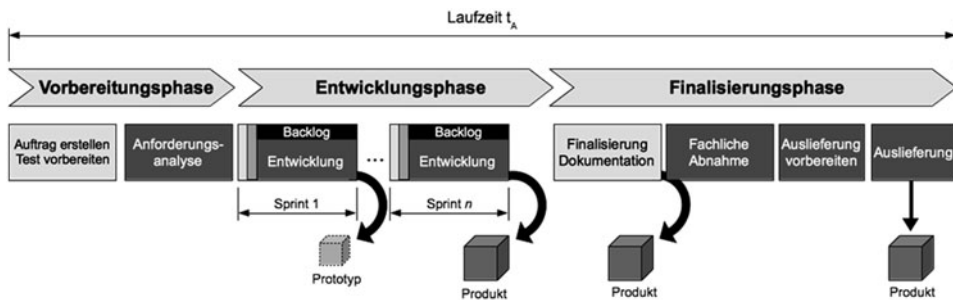 Laufzeit t_A
Vorbereitungsphase
Entwicklungsphase
Finalisierungsphase
Auftrag erstellen
Test vorbereiten
Anforderungs-
analyse
Backlog
Entwicklung
...
Backlog
Entwicklung
Finalisierung
Dokumentation
Fachliche
Abnahme
Auslieferung
vorbereiten
Auslieferung
Sprint 1
Sprint n
Prototyp
Produkt
Produkt
Produkt